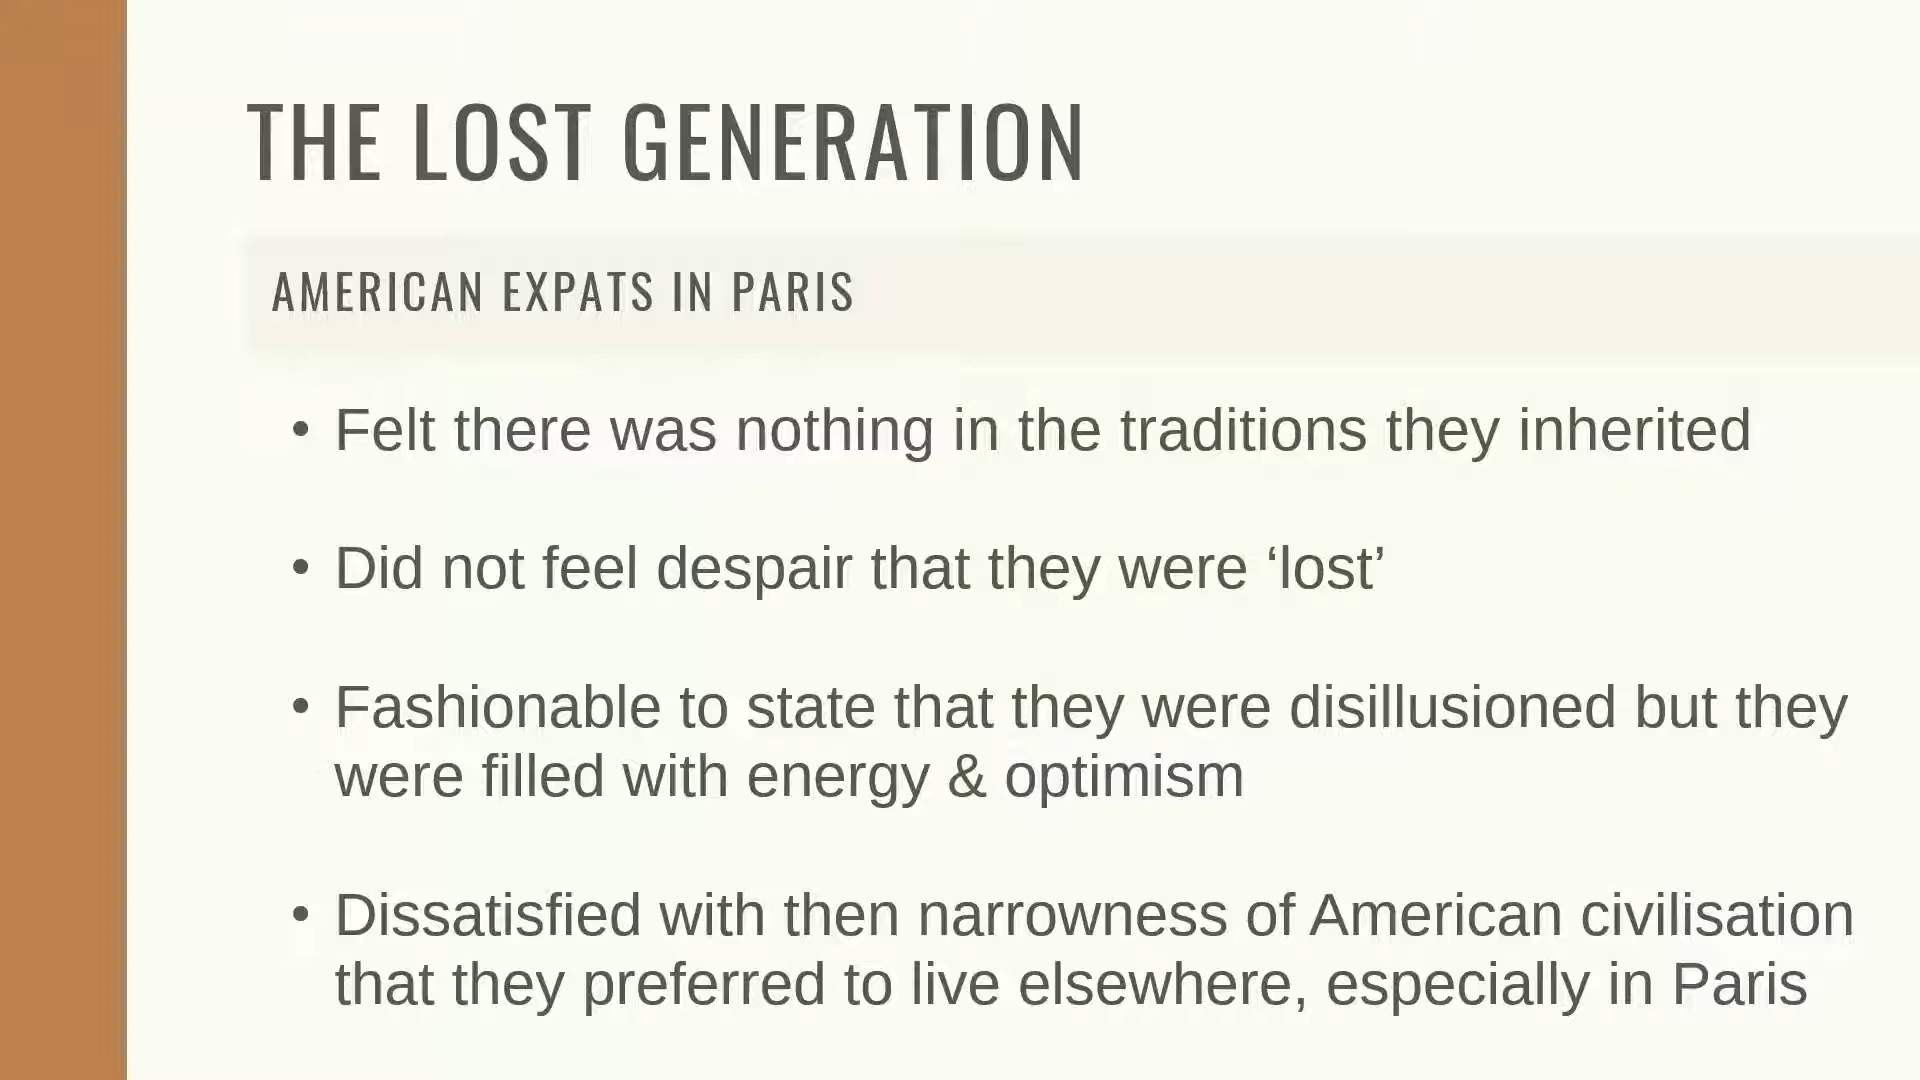 THE LOST GENERATION
AMERICAN EXPATS IN PARIS
• Felt there was nothing in the traditions they inherited
• Did not feel despair that they were ‘lost’
• Fashionable to state that they were disillusioned but they
were filled with energy & optimism
• Dissatisfied with then narrowness of American civilisation
that they preferred to live elsewhere, especially in Paris